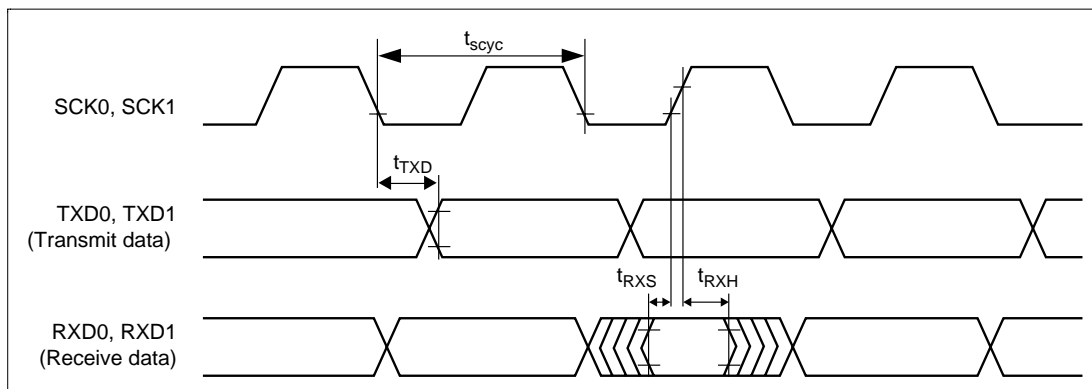 tscyc
SCK0, SCK1
tTXD
TXD0, TXD1
(Transmit data)
tRXS
tRXH
RXD0, RXD1
(Receive data)